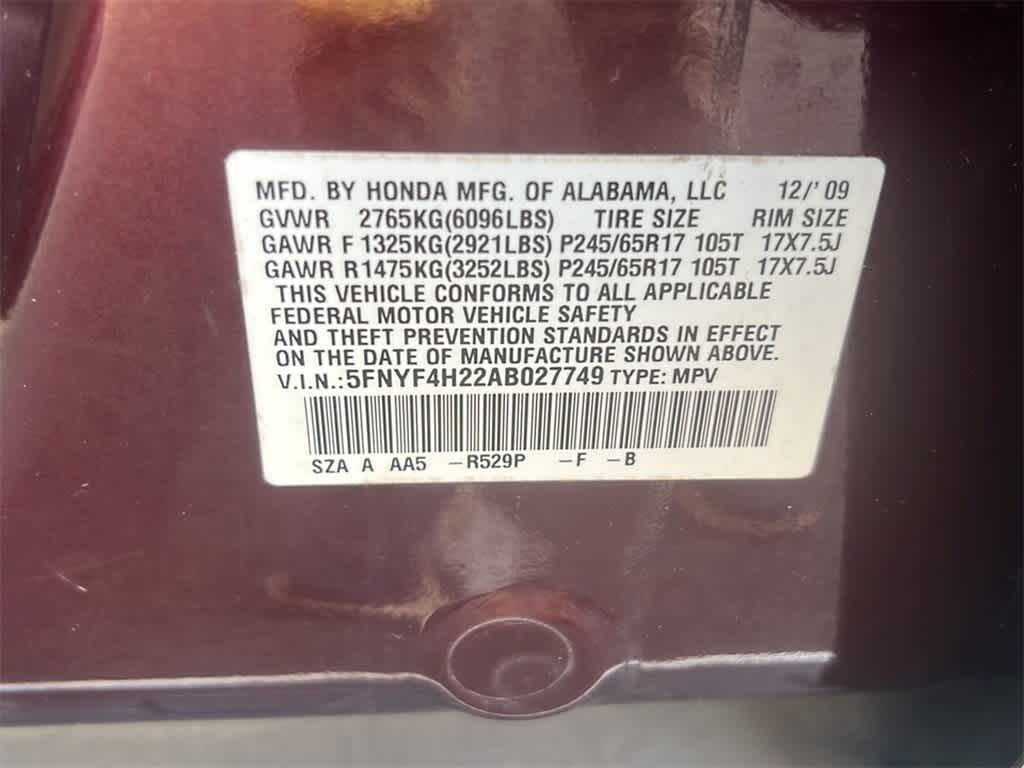 MFD. BY HONDA MFG. OF ALABAMA, LLC 12/'09
GVWR 2765KG(6096LBS) TIRE SIZE RIM SIZE
GAWR F 1325KG(2921LBS) P245/65R17 105T 17X7.5J
GAWR R1475KG(3252LBS) P245/65R17 105T 17X7.5J
THIS VEHICLE CONFORMS TO ALL APPLICABLE
FEDERAL MOTOR VEHICLE SAFETY
AND THEFT PREVENTION STANDARDS IN EFFECT
ON THE DATE OF MANUFACTURE SHOWN ABOVE.
V.I.N.:5FNYF4H22AB027749 TYPE: MPV
SZA A AA5 –R529P –F –B